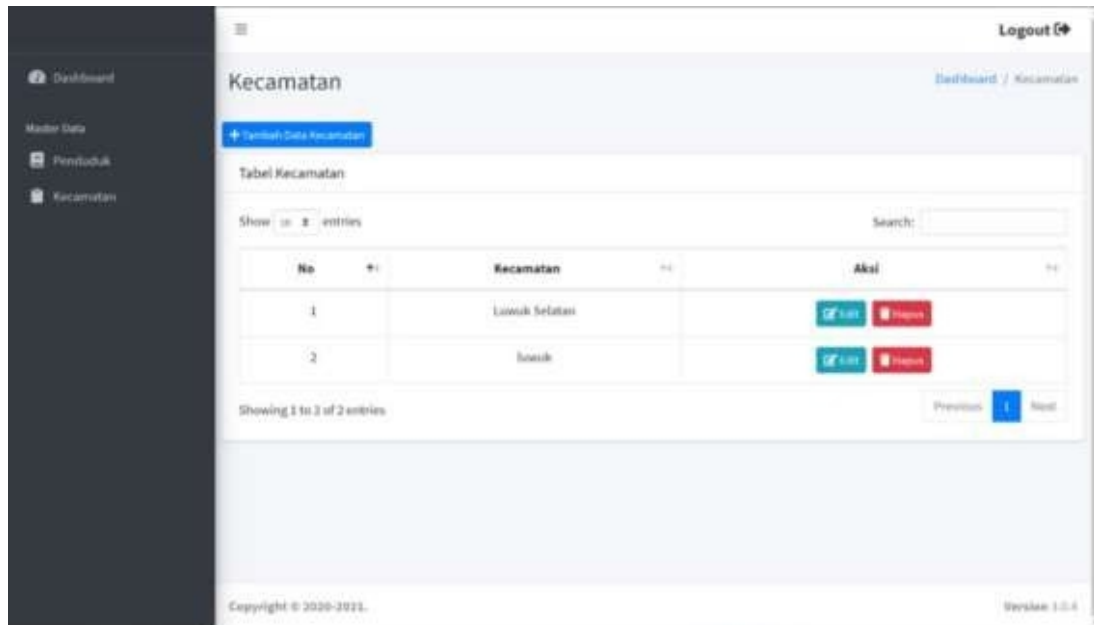 Logout
Dashboard
Kecamatan
Dashboard / Kecamatan
Master Data
+ Tambah Data Kecamatan
Penduduk
Tabel Kecamatan
Kecamatan
Show 10 entries
Search:
No Kecamatan Aksi
1 Luwuk Selatan Edit Hapus
2 Edit Hapus
Showing 1 to 2 of 2 entries
Previous 1 Next
Copyright © 2020-2021.
Version